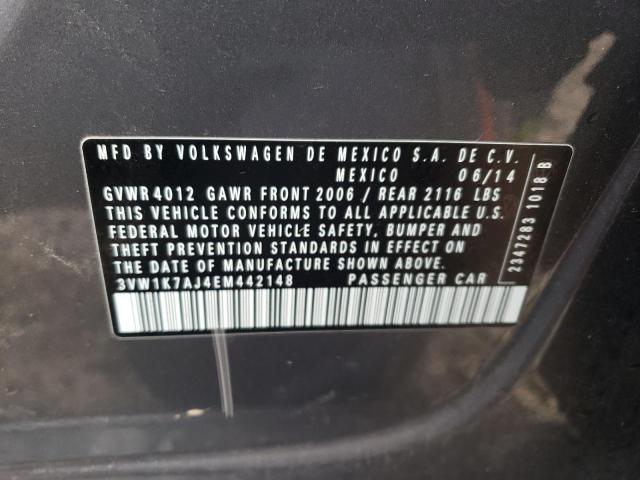 MFD BY VOLKSWAGEN DE MEXICO S.A. DE C.V.
MEXICO 06/14
GVWR 4012 GAWR FRONT 2006 / REAR 2116 LBS
THIS VEHICLE CONFORMS TO ALL APPLICABLE U.S.
FEDERAL MOTOR VEHICLE SAFETY, BUMPER AND
THEFT PREVENTION STANDARDS IN EFFECT ON
THE DATE OF MANUFACTURE SHOWN ABOVE.
3VW1K7AJ4EM442148 PASSENGER CAR
2347283 1018 B